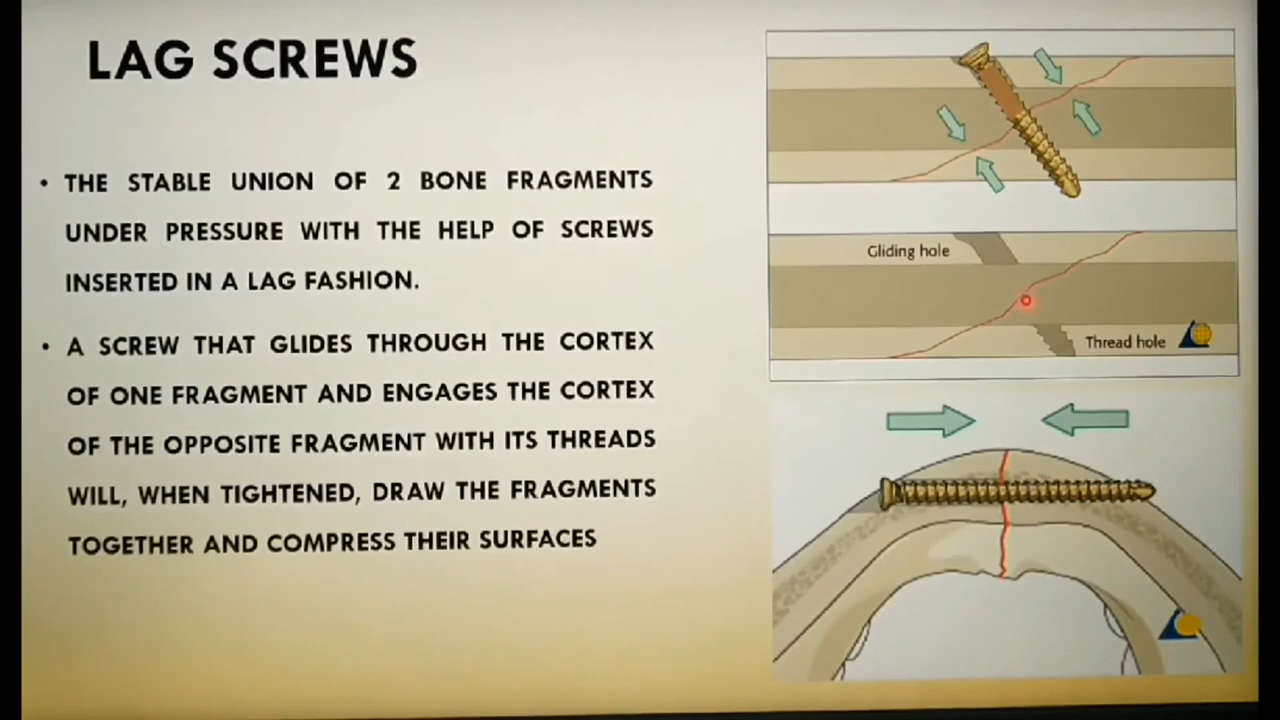 LAG SCREWS
• THE STABLE UNION OF 2 BONE FRAGMENTS
UNDER PRESSURE WITH THE HELP OF SCREWS
INSERTED IN A LAG FASHION.
• A SCREW THAT GLIDES THROUGH THE CORTEX
OF ONE FRAGMENT AND ENGAGES THE CORTEX
OF THE OPPOSITE FRAGMENT WITH ITS THREADS
WILL, WHEN TIGHTENED, DRAW THE FRAGMENTS
TOGETHER AND COMPRESS THEIR SURFACES
Gliding hole
Thread hole